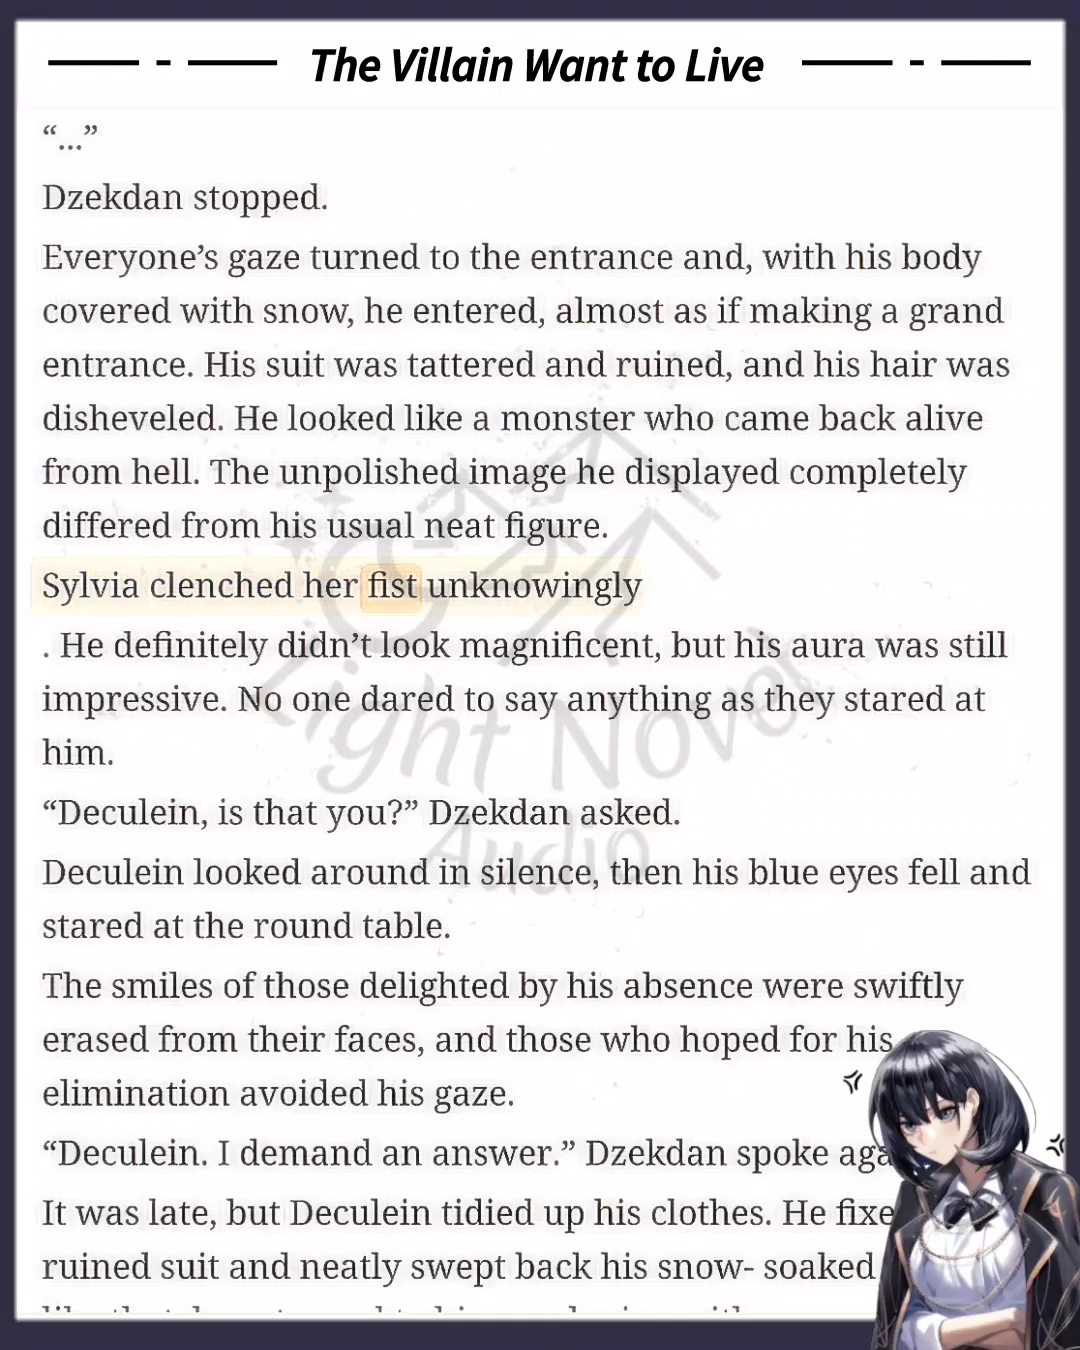 The Villain Want to Live
“...”
Dzekdan stopped.
Everyone’s gaze turned to the entrance and, with his body
covered with snow, he entered, almost as if making a grand
entrance. His suit was tattered and ruined, and his hair was
disheveled. He looked like a monster who came back alive
from hell. The unpolished image he displayed completely
differed from his usual neat figure.
Sylvia clenched her fist unknowingly
. He definitely didn’t look magnificent, but his aura was still
impressive. No one dared to say anything as they stared at
him.
“Deculein, is that you?” Dzekdan asked.
Deculein looked around in silence, then his blue eyes fell and
stared at the round table.
The smiles of those delighted by his absence were swiftly
erased from their faces, and those who hoped for his
elimination avoided his gaze.
“Deculein. I demand an answer.” Dzekdan spoke
It was late, but Deculein tidied up his clothes. He
ruined suit and neatly swept back his snow- soaked
Light Novel
Audio